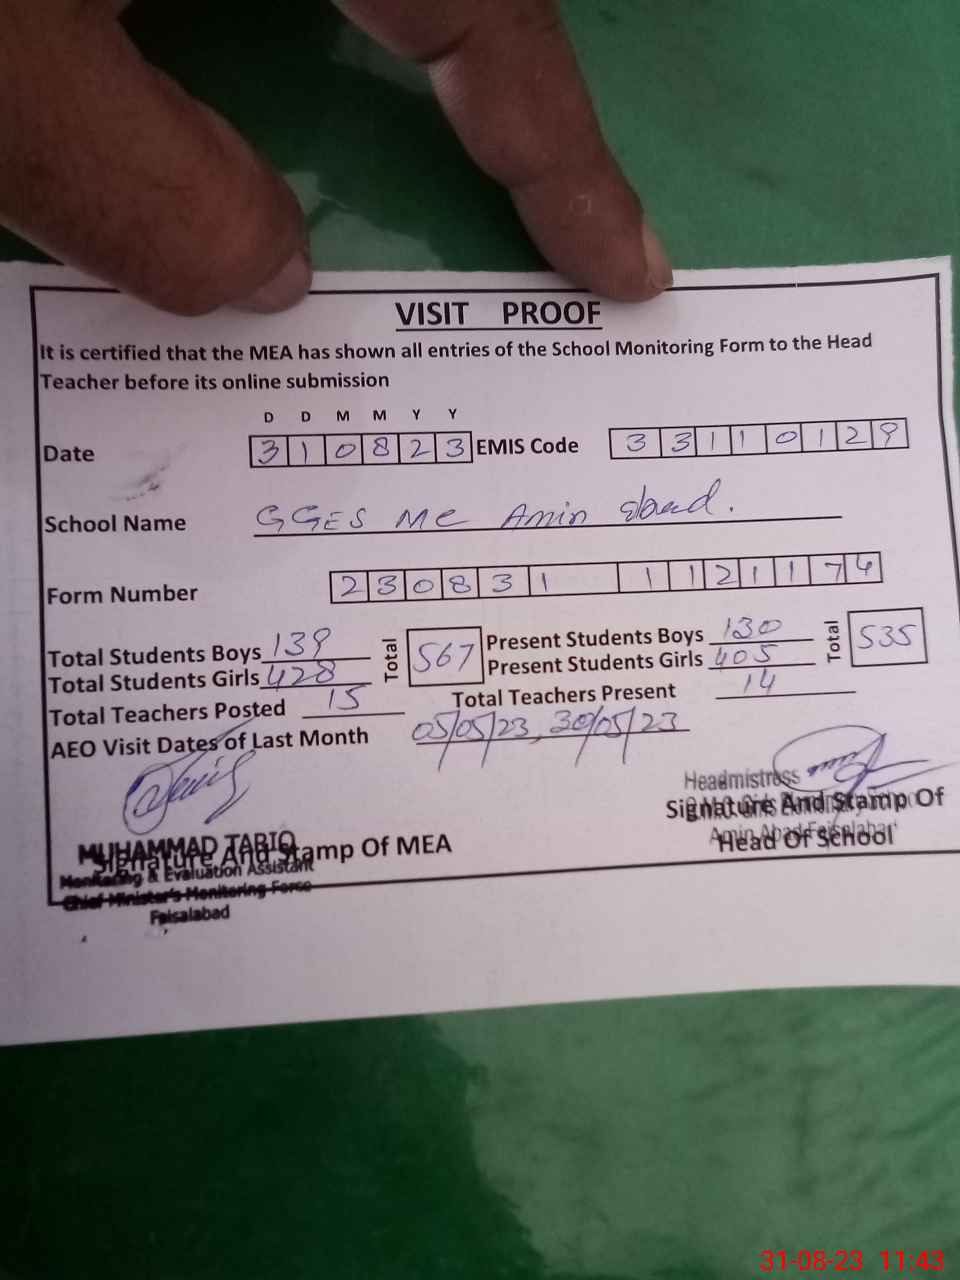 VISIT PROOF
It is certified that the MEA has shown all entries of the School Monitoring Form to the Head
Teacher before its online submission
D D M M Y Y
Date 3 1 0 8 2 3 EMIS Code 3 3 1 1 0 1 2 9
School Name GGES MC Amin Abad.
Form Number 2 3 0 8 3 1 1 1 2 1 1 7 4
Total Students Boys 139 Total 567 Present Students Boys 130 Total 535
Total Students Girls 428 Present Students Girls 405
Total Teachers Posted 15 Total Teachers Present 14
AEO Visit Dates of Last Month 05/05/23, 30/05/23
Headmistress
Signature And Stamp Of
Amin Abad Faisalabad
Head Of School
MUHAMMAD TARIQ
Signature And Stamp Of MEA
Monitoring & Evaluation Assistant
Chief Minister's Monitoring Force
Faisalabad
31-08-23 11:43